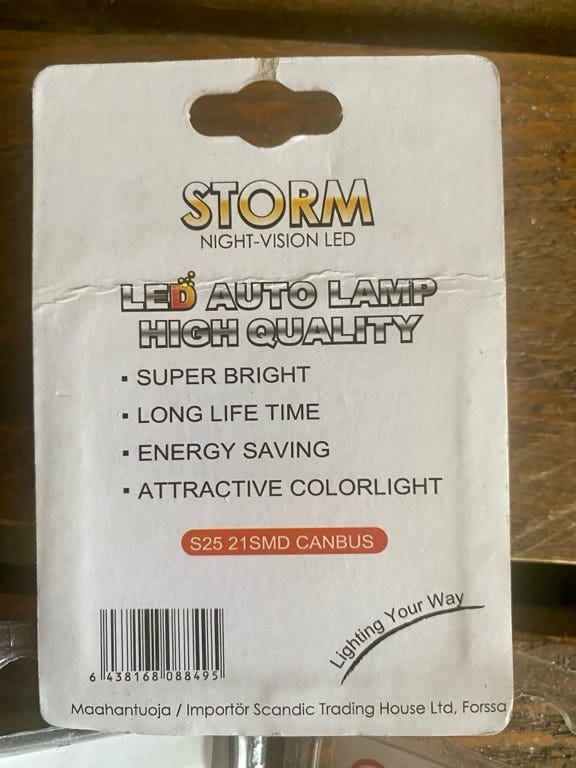 STORM
NIGHT-VISION LED
LED AUTO LAMP
HIGH QUALITY
▪ SUPER BRIGHT
▪ LONG LIFE TIME
▪ ENERGY SAVING
▪ ATTRACTIVE COLORLIGHT
S25 21SMD CANBUS
Lighting Your Way
6 438168 088495
Maahantuoja / Importör Scandic Trading House Ltd, Forssa